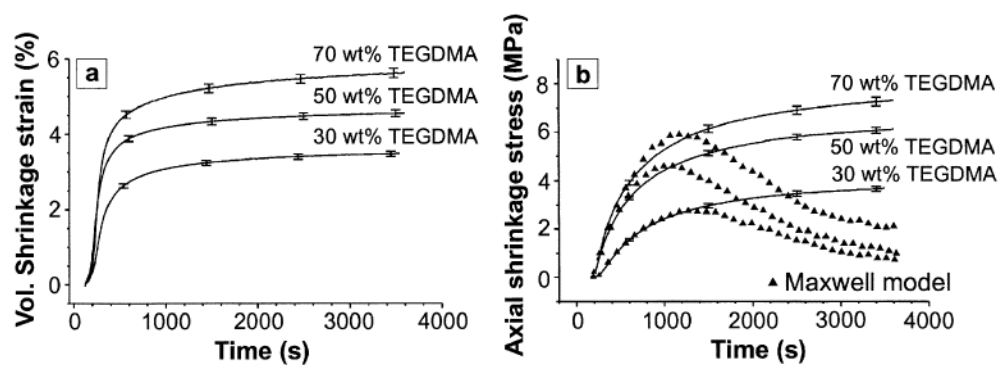 Vol. Shrinkage strain (%)
a
6
4
2
0
70 wt% TEGDMA
50 wt% TEGDMA
30 wt% TEGDMA
0 1000 2000 3000 4000
Time (s)
Axial shrinkage stress (MPa)
b
8
6
4
2
0
70 wt% TEGDMA
50 wt% TEGDMA
30 wt% TEGDMA
▲ Maxwell model
0 1000 2000 3000 4000
Time (s)